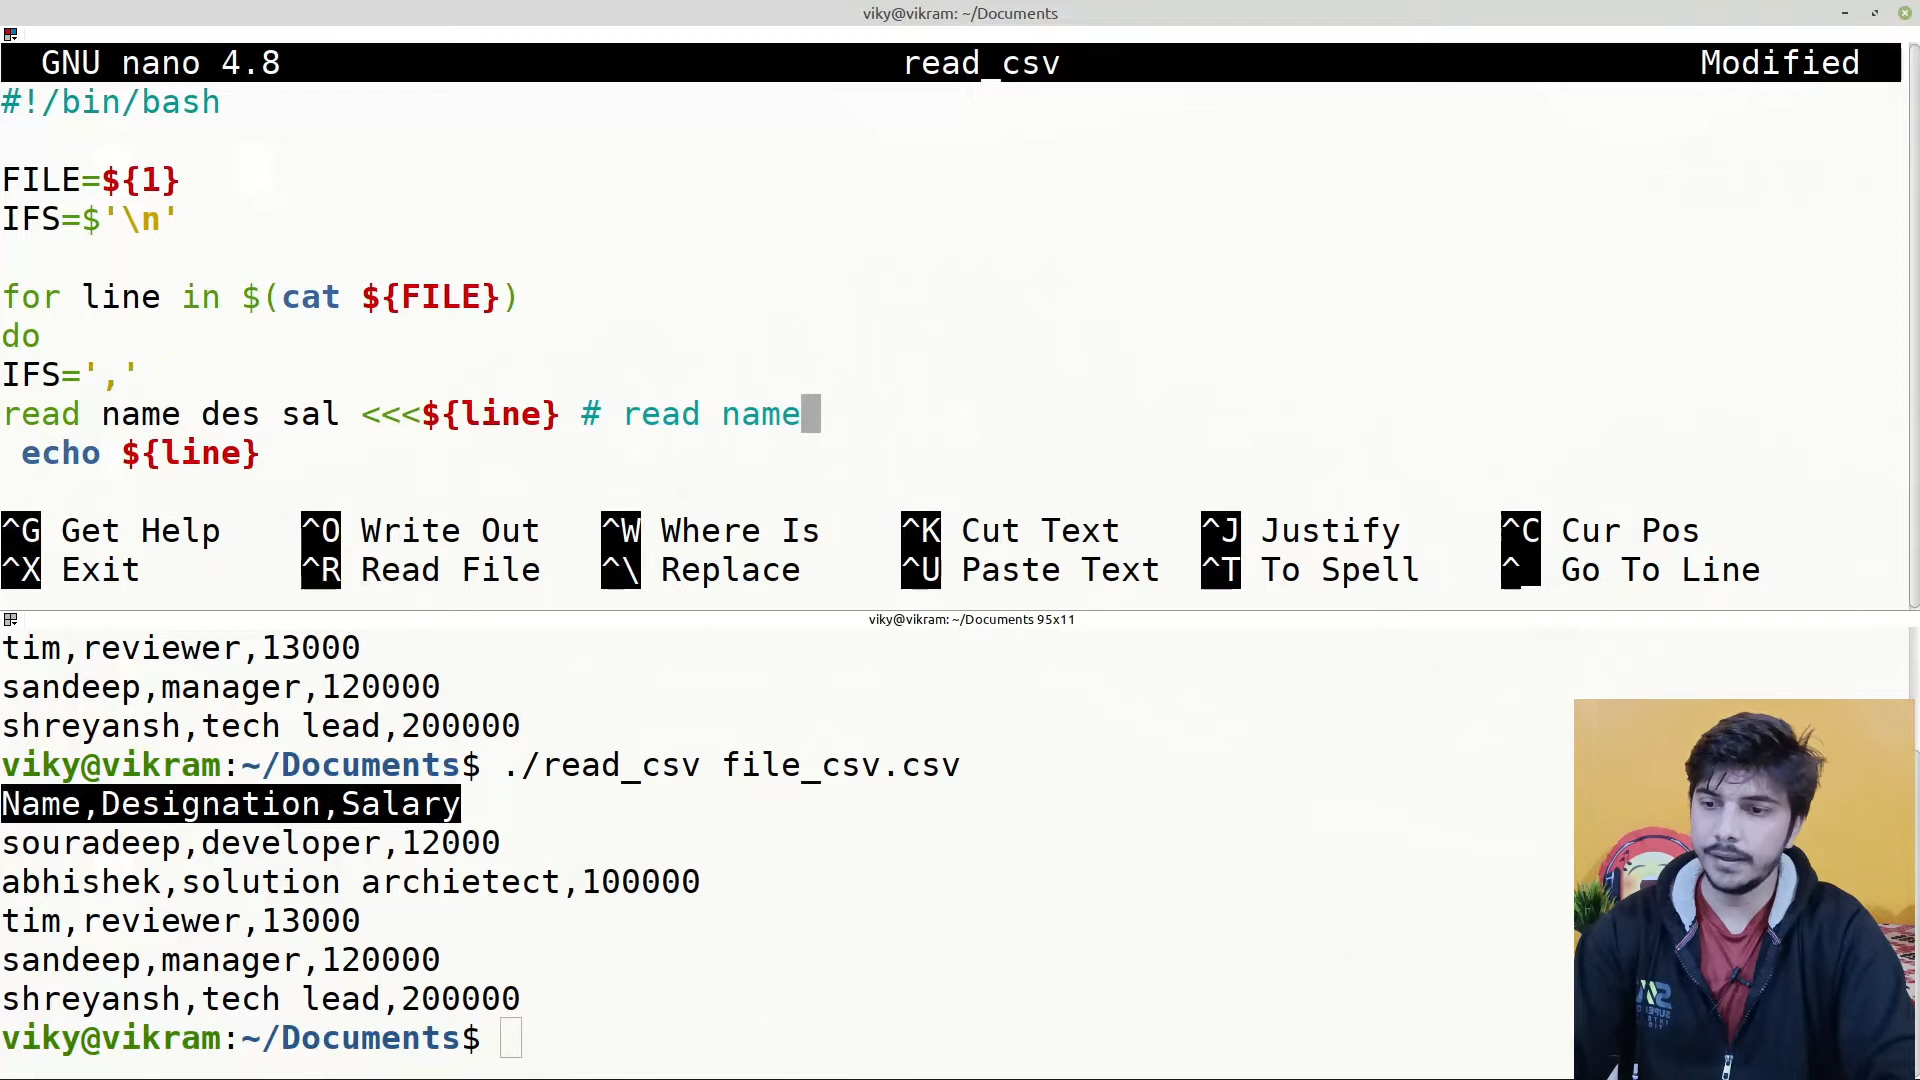 viky@vikram: ~/Documents
GNU nano 4.8 read_csv Modified
#!/bin/bash
FILE=${1}
IFS=$'\n'
for line in $(cat ${FILE})
do
IFS=','
read name des sal <<<${line} # read name
echo ${line}
^G Get Help ^O Write Out ^W Where Is ^K Cut Text ^J Justify ^C Cur Pos
^X Exit ^R Read File ^\ Replace ^U Paste Text ^T To Spell ^_ Go To Line
viky@vikram: ~/Documents 95x11
tim,reviewer,13000
sandeep,manager,120000
shreyansh,tech lead,200000
viky@vikram:~/Documents$ ./read_csv file_csv.csv
Name,Designation,Salary
souradeep,developer,12000
abhishek,solution archietect,100000
tim,reviewer,13000
sandeep,manager,120000
shreyansh,tech lead,200000
viky@vikram:~/Documents$